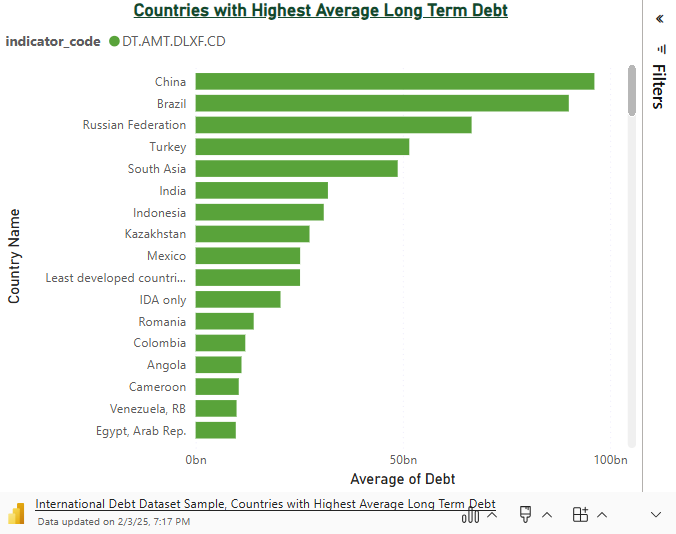 Countries with Highest Average Long Term Debt
indicator_code DT.AMT.DLXF.CD
Filters
Country Name
China
Brazil
Russian Federation
Turkey
South Asia
India
Indonesia
Kazakhstan
Mexico
Least developed countri...
IDA only
Romania
Colombia
Angola
Cameroon
Venezuela, RB
Egypt, Arab Rep.
0bn 50bn 100bn
Average of Debt
International Debt Dataset Sample, Countries with Highest Average Long Term Debt
Data updated on 2/3/25, 7:17 PM